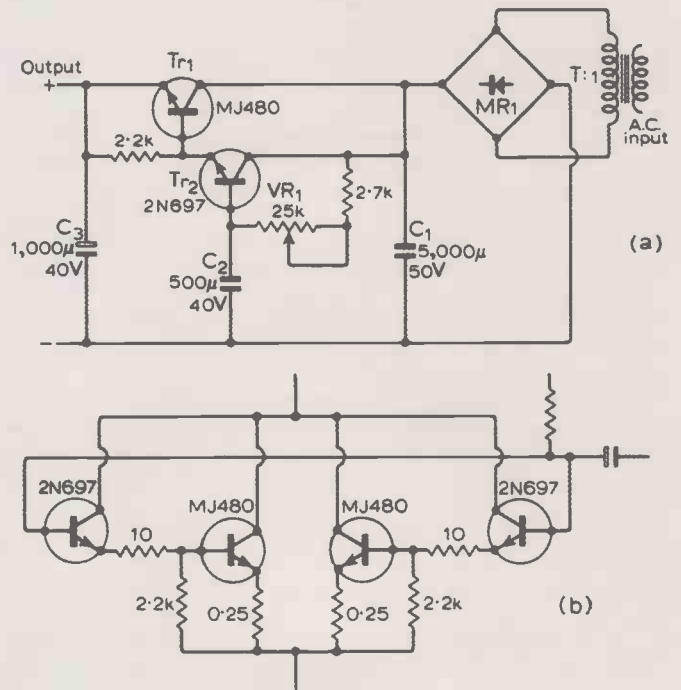 Output
+
Tr1
MJ480
2.2k
Tr2
2N697
VR1
25k
2.7k
C3
1,000μ
40V
C2
500μ
40V
C1
5,000μ
50V
MR1
T:1
A.C.
input
(a)
2N697
MJ480
MJ480
2N697
10
10
2·2k
0·25
0·25
2·2k
(b)